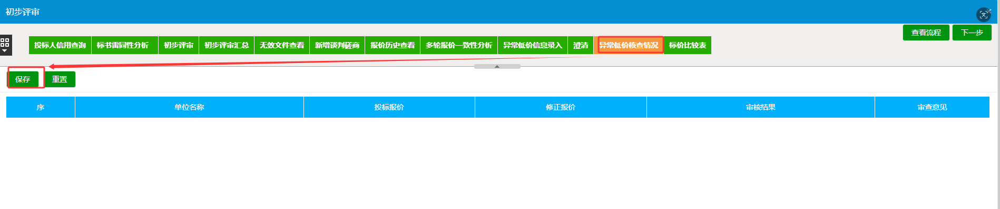 初步评审
查看流程 下一步
投标人信用查询 标书雷同性分析 初步评审 初步评审汇总 无效文件查看 新增谈判磋商 报价历史查看 多轮报价一致性分析 异常低价信息录入 澄清 异常低价核查情况 标价比较表
保存 重置
序 单位名称 投标报价 修正报价 审核结果 审查意见